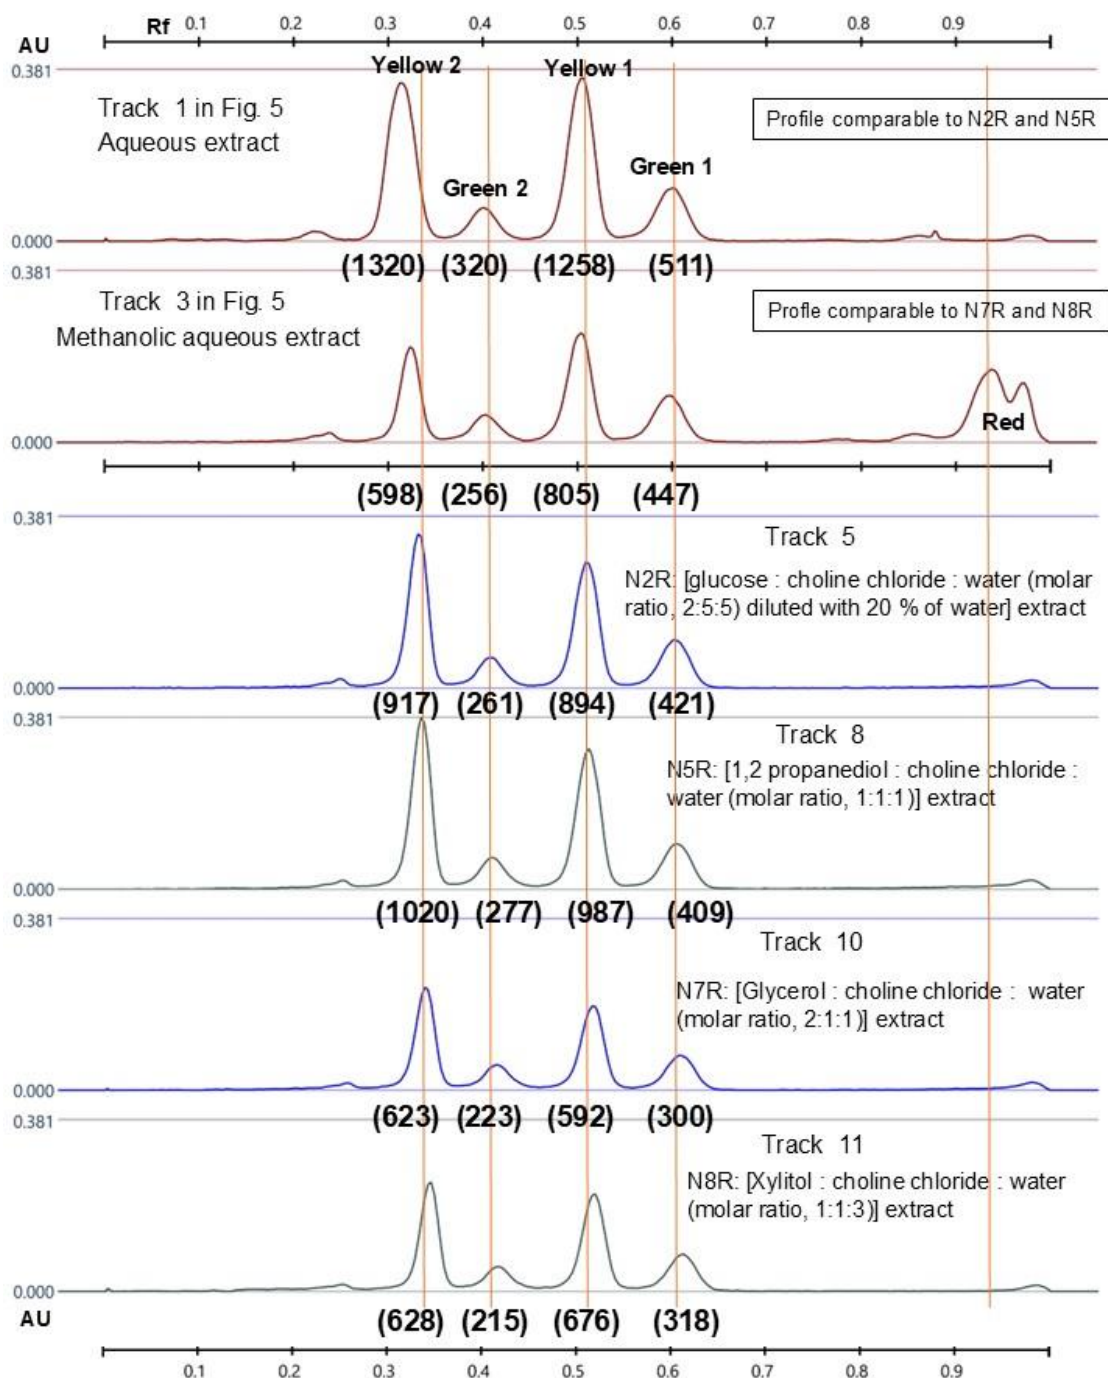 Rf 0.1 0.2 0.3 0.4 0.5 0.6 0.7 0.8 0.9
AU
0.381
Yellow 2 Yellow 1
Track 1 in Fig. 5
Aqueous extract
Profile comparable to N2R and N5R
Green 2 Green 1
0.000
(1320) (320) (1258) (511)
0.381
Track 3 in Fig. 5
Methanolic aqueous extract
Profle comparable to N7R and N8R
Red
0.000
(598) (256) (805) (447)
0.381
Track 5
N2R: [glucose : choline chloride : water (molar
ratio, 2:5:5) diluted with 20 % of water] extract
0.000
(917) (261) (894) (421)
0.381
Track 8
N5R: [1,2 propanediol : choline chloride :
water (molar ratio, 1:1:1)] extract
0.000
(1020) (277) (987) (409)
0.381
Track 10
N7R: [Glycerol : choline chloride : water
(molar ratio, 2:1:1)] extract
0.000
(623) (223) (592) (300)
0.381
Track 11
N8R: [Xylitol : choline chloride : water
(molar ratio, 1:1:3)] extract
0.000
AU
(628) (215) (676) (318)
0.1 0.2 0.3 0.4 0.5 0.6 0.7 0.8 0.9